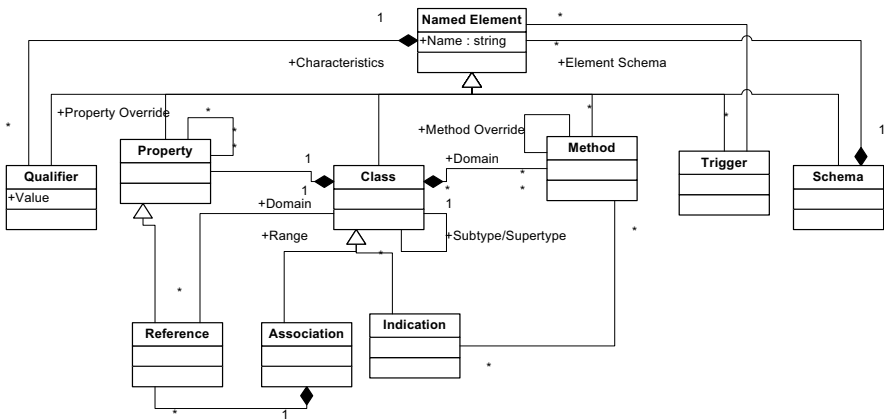 1
Named Element
*
+Name : string
*
+Characteristics
+Element Schema
*
+Property Override
*
*
*
*
*
+Method Override
1
Property
*
1
+Domain
Method
Qualifier
Class
Trigger
Schema
+Value
1
*
*
*
+Domain
1
+Range
*
+Subtype/Supertype
*
*
Reference
Association
Indication
*
*
1